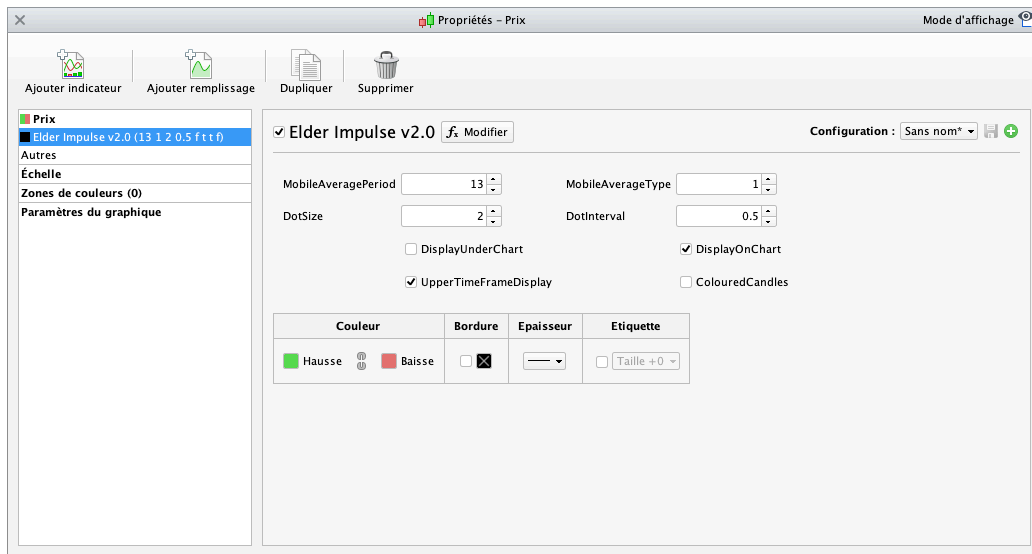 Propriétés - Prix
Mode d'affichage
Ajouter indicateur
Ajouter remplissage
Dupliquer
Supprimer
Prix
Elder Impulse v2.0 (13 1 2 0.5 f t t f)
Autres
Échelle
Zones de couleurs (0)
Paramètres du graphique
Elder Impulse v2.0
fx Modifier
Configuration :
Sans nom*
MobileAveragePeriod
13
MobileAverageType
1
DotSize
2
DotInterval
0.5
DisplayUnderChart
DisplayOnChart
UpperTimeFrameDisplay
ColouredCandles
Couleur
Bordure
Epaisseur
Etiquette
Hausse
Baisse
Taille +0